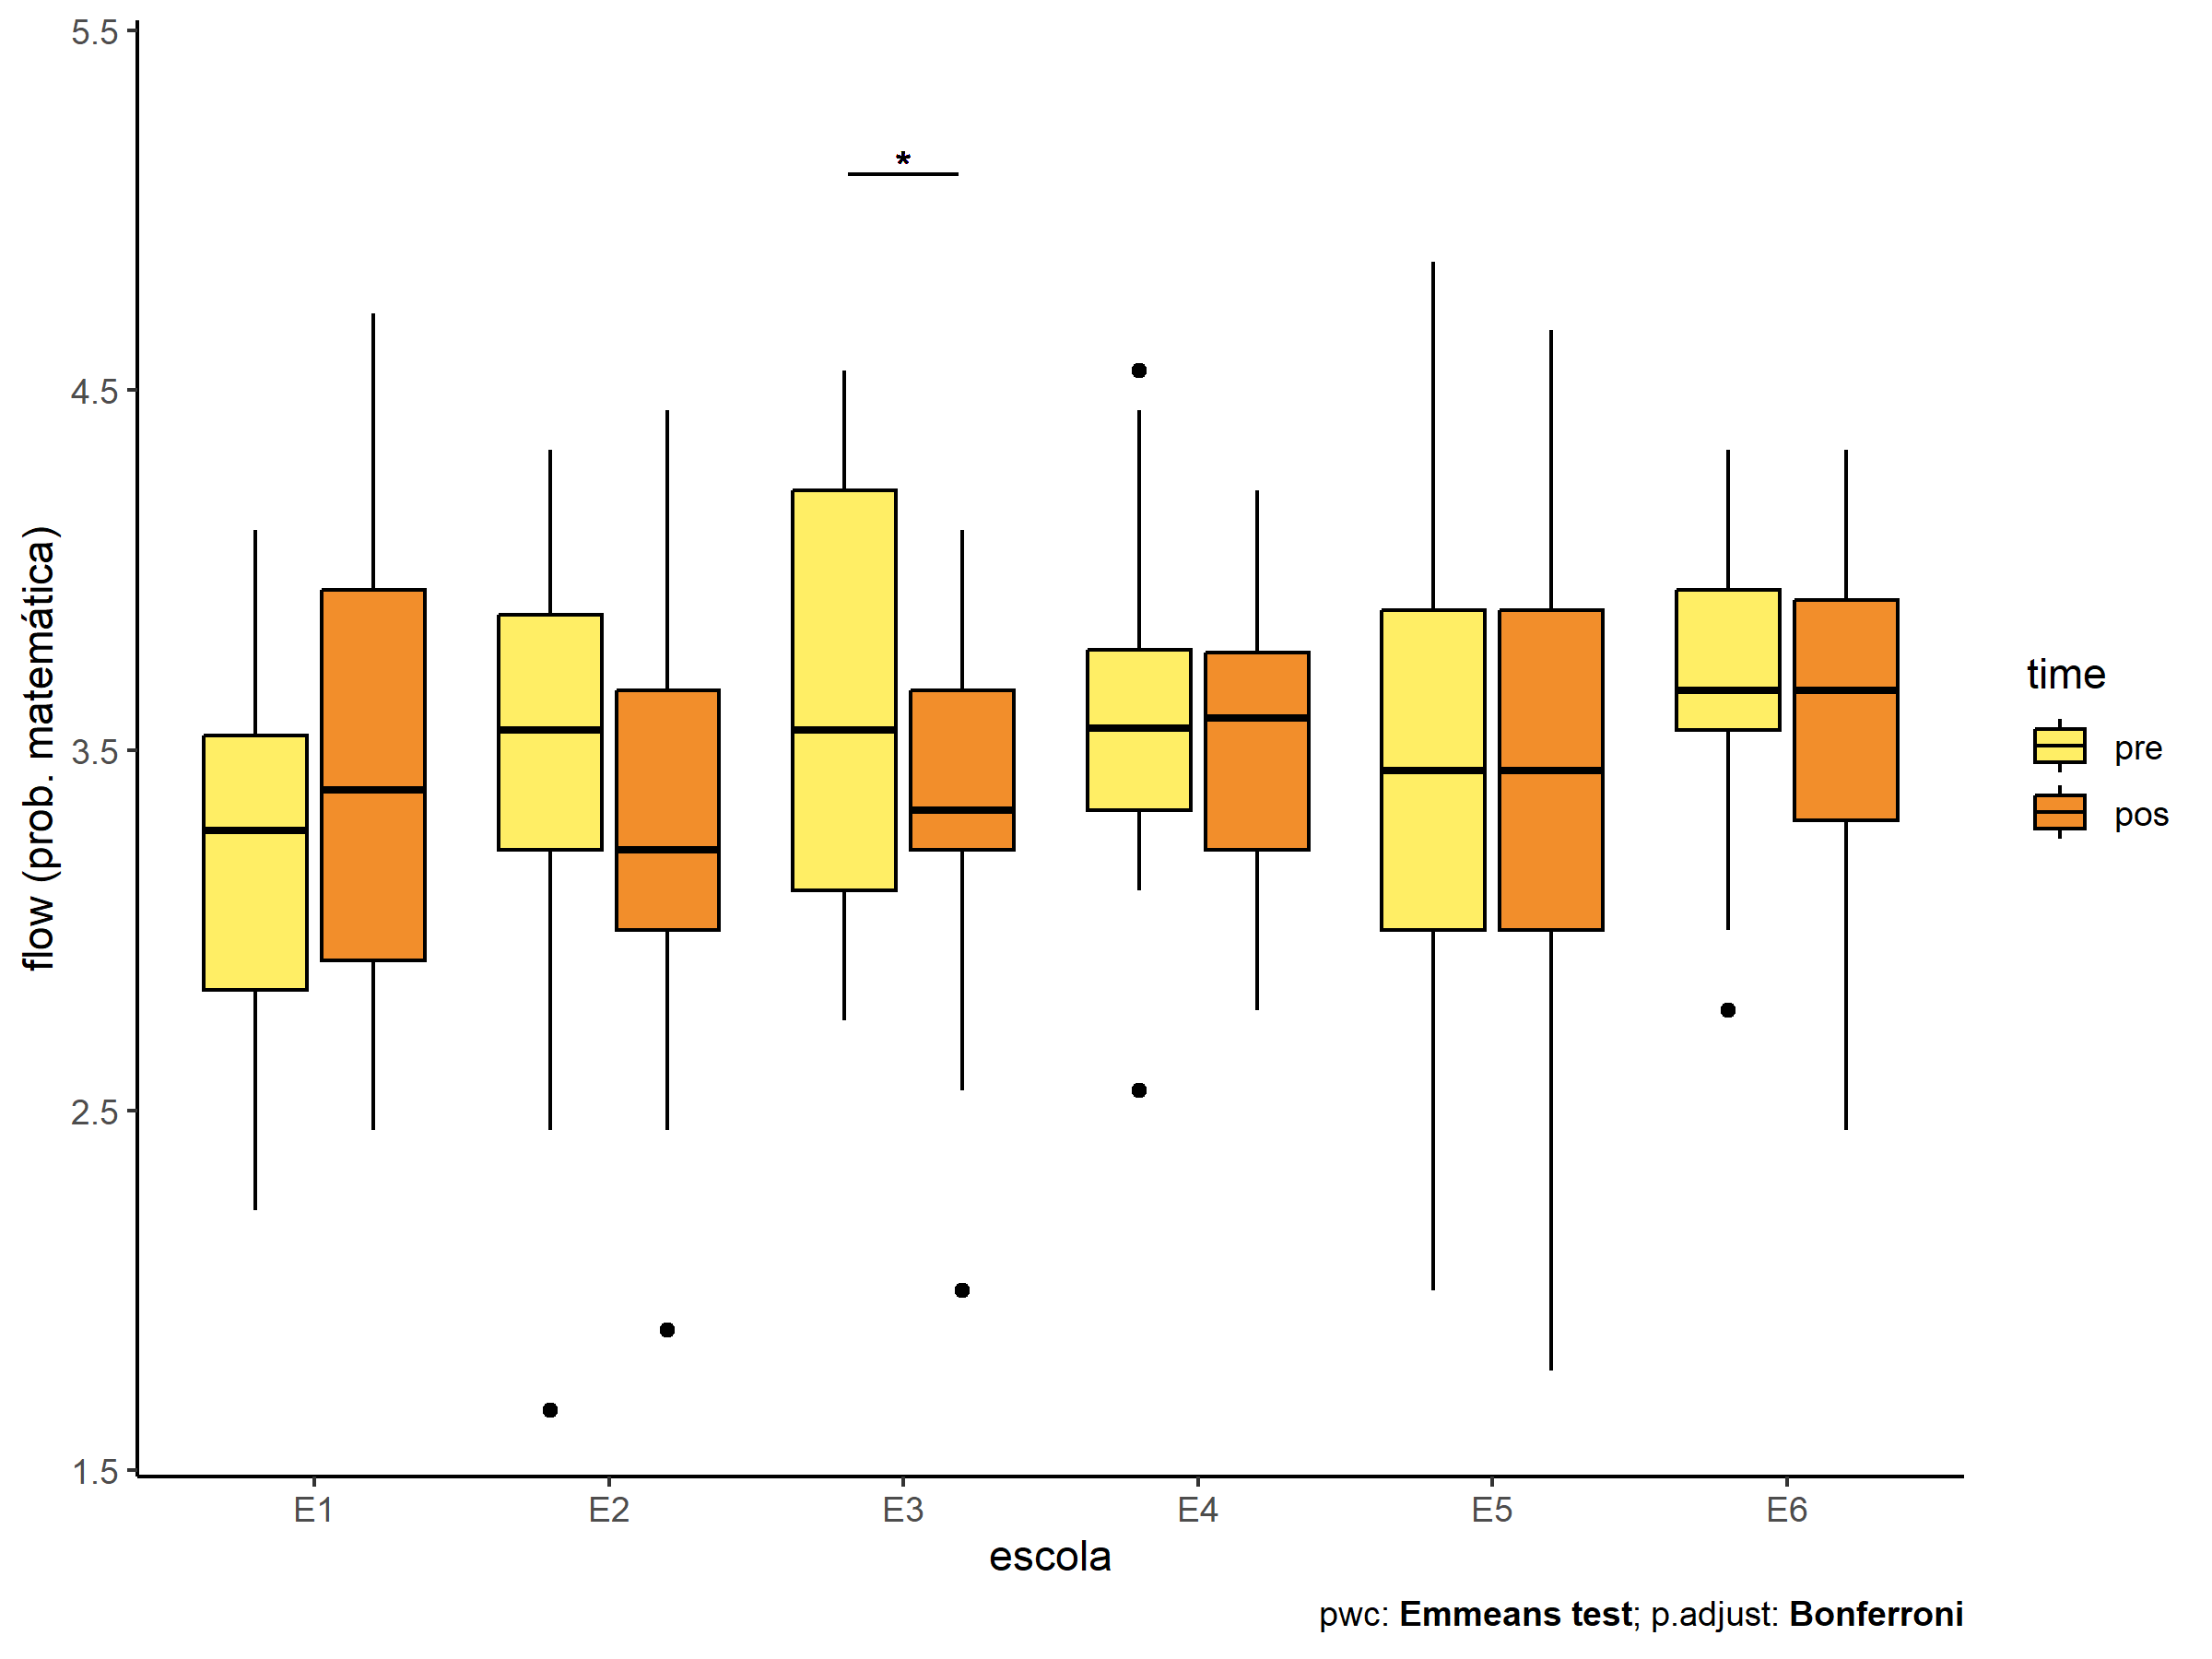 5.5
4.5
3.5
2.5
1.5
flow (prob. matemática)
*
E1 E2 E3 E4 E5 E6
escola
time
pre
pos
pwc: Emmeans test; p.adjust: Bonferroni